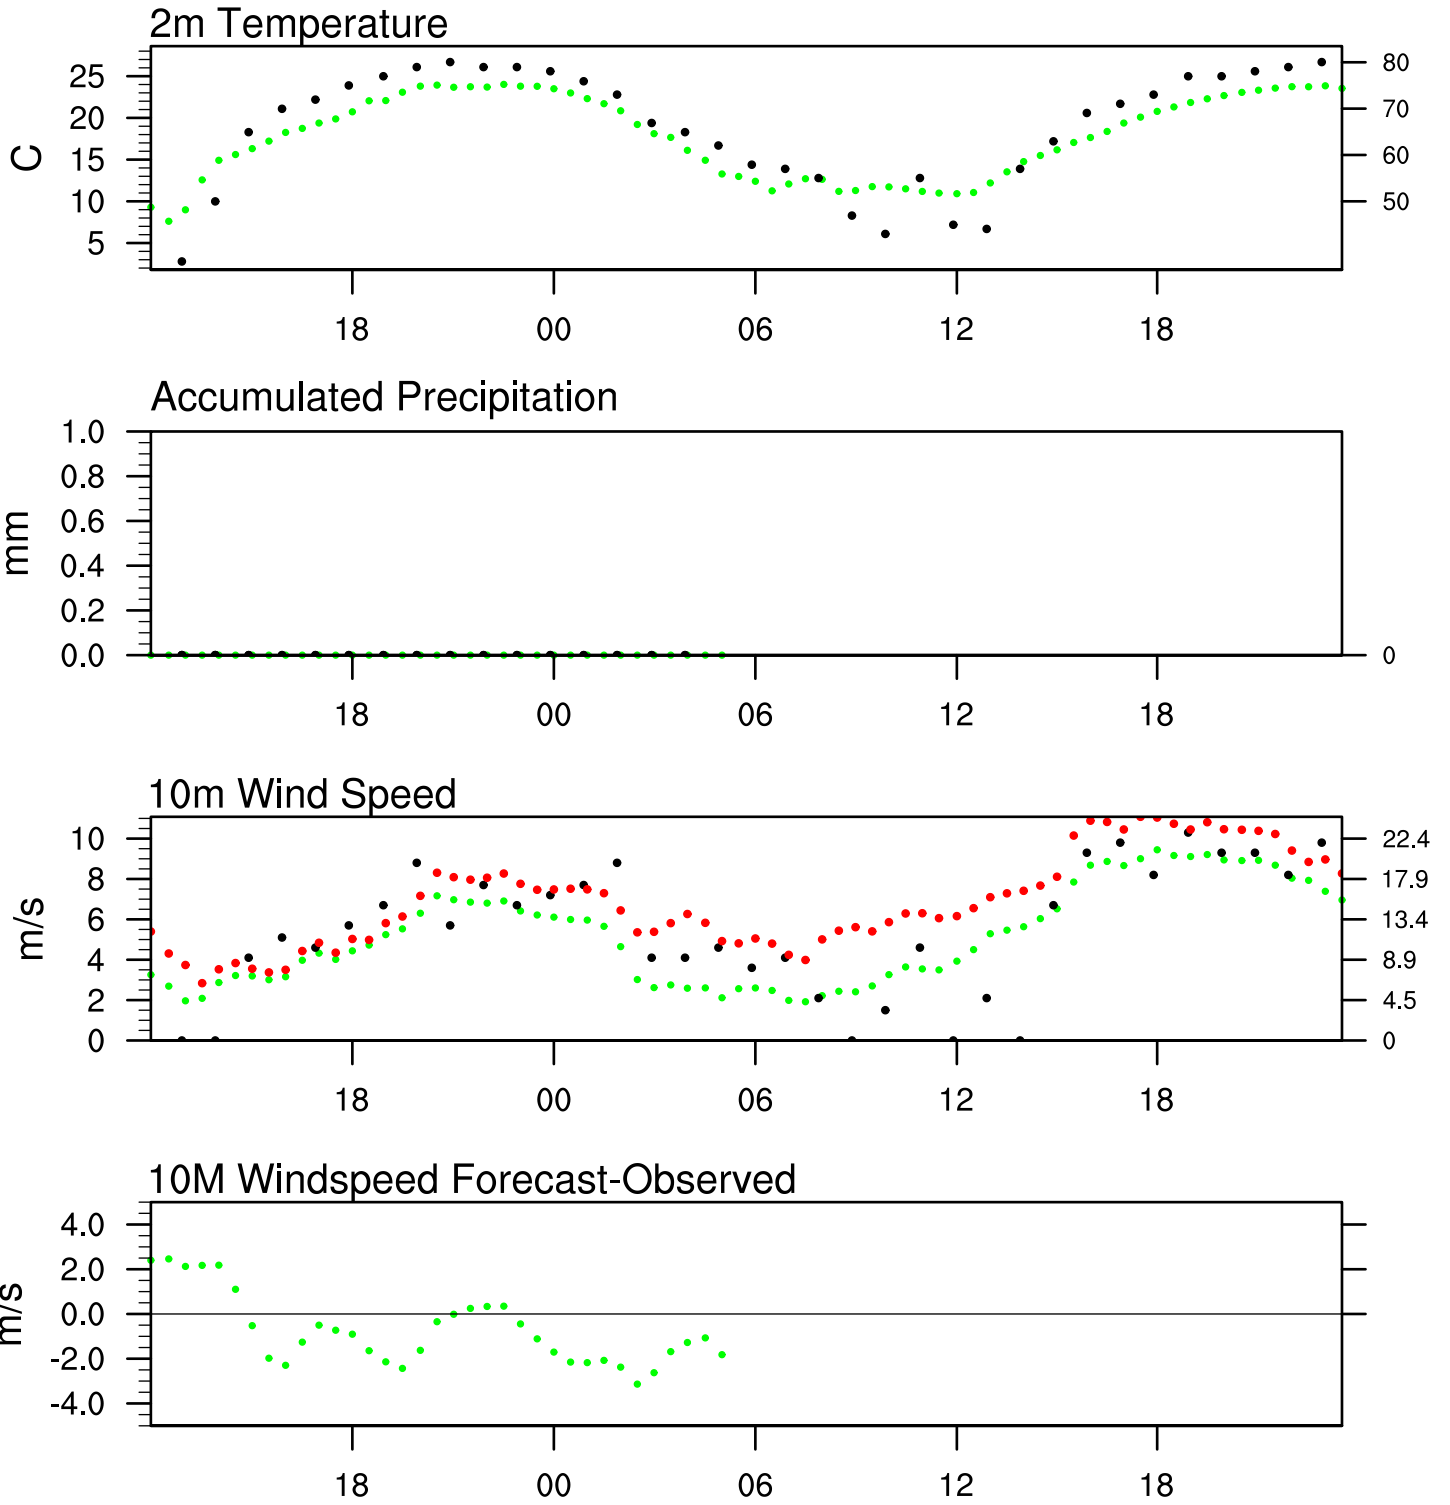 2m Temperature
25
20
15
10
5
C
80
70
60
50
18 00 06 12 18
Accumulated Precipitation
1.0
0.8
0.6
0.4
0.2
0.0
mm
0
18 00 06 12 18
10m Wind Speed
10
8
6
4
2
0
m/s
22.4
17.9
13.4
8.9
4.5
0
18 00 06 12 18
10M Windspeed Forecast-Observed
4.0
2.0
0.0
-2.0
-4.0
m/s
18 00 06 12 18